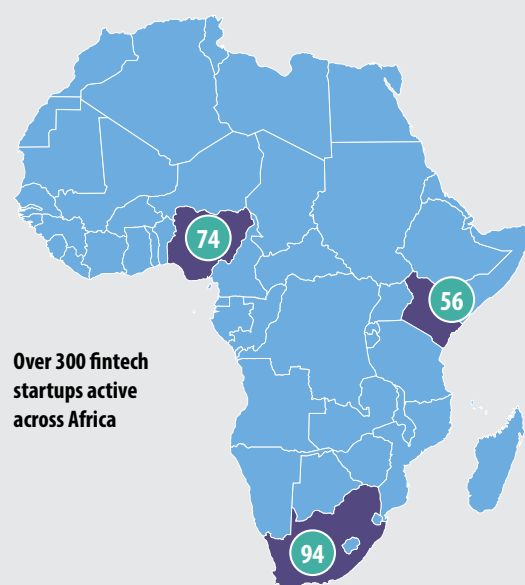 74
56
Over 300 fintech
startups active
across Africa
94